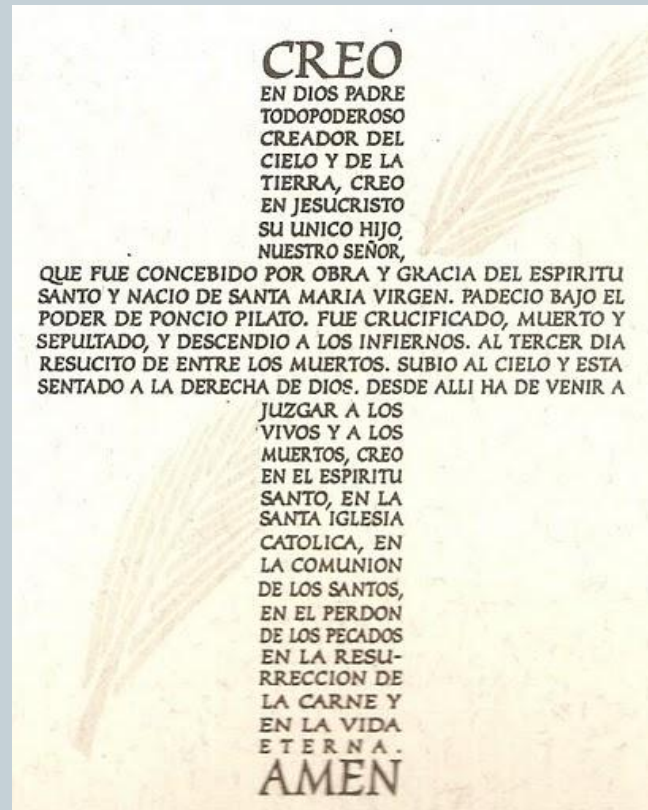 CREO
EN DIOS PADRE
TODOPODEROSO
CREADOR DEL
CIELO Y DE LA
TIERRA, CREO
EN JESUCRISTO
SU UNICO HIJO,
NUESTRO SEÑOR,
QUE FUE CONCEBIDO POR OBRA Y GRACIA DEL ESPIRITU
SANTO Y NACIO DE SANTA MARIA VIRGEN. PADECIO BAJO EL
PODER DE PONCIO PILATO. FUE CRUCIFICADO, MUERTO Y
SEPULTADO, Y DESCENDIO A LOS INFIERNOS. AL TERCER DIA
RESUCITO DE ENTRE LOS MUERTOS. SUBIO AL CIELO Y ESTA
SENTADO A LA DERECHA DE DIOS. DESDE ALLI HA DE VENIR A
JUZGAR A LOS
VIVOS Y A LOS
MUERTOS, CREO
EN EL ESPIRITU
SANTO, EN LA
SANTA IGLESIA
CATOLICA, EN
LA COMUNION
DE LOS SANTOS,
EN EL PERDON
DE LOS PECADOS
EN LA RESU-
RRECCION DE
LA CARNE Y
EN LA VIDA
ETERNA.
AMEN